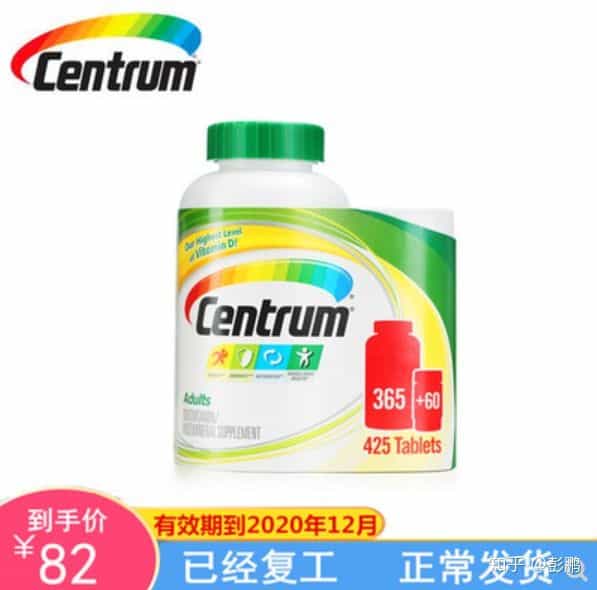 Centrum
Our Highest Level
of Vitamin D!
Centrum
Adults
MULTIVITAMIN/
MULTIMINERAL SUPPLEMENT
365
+60
425 Tablets
到手价
¥82
有效期到2020年12月
已经复工
正常发货
知乎 @彭鹏